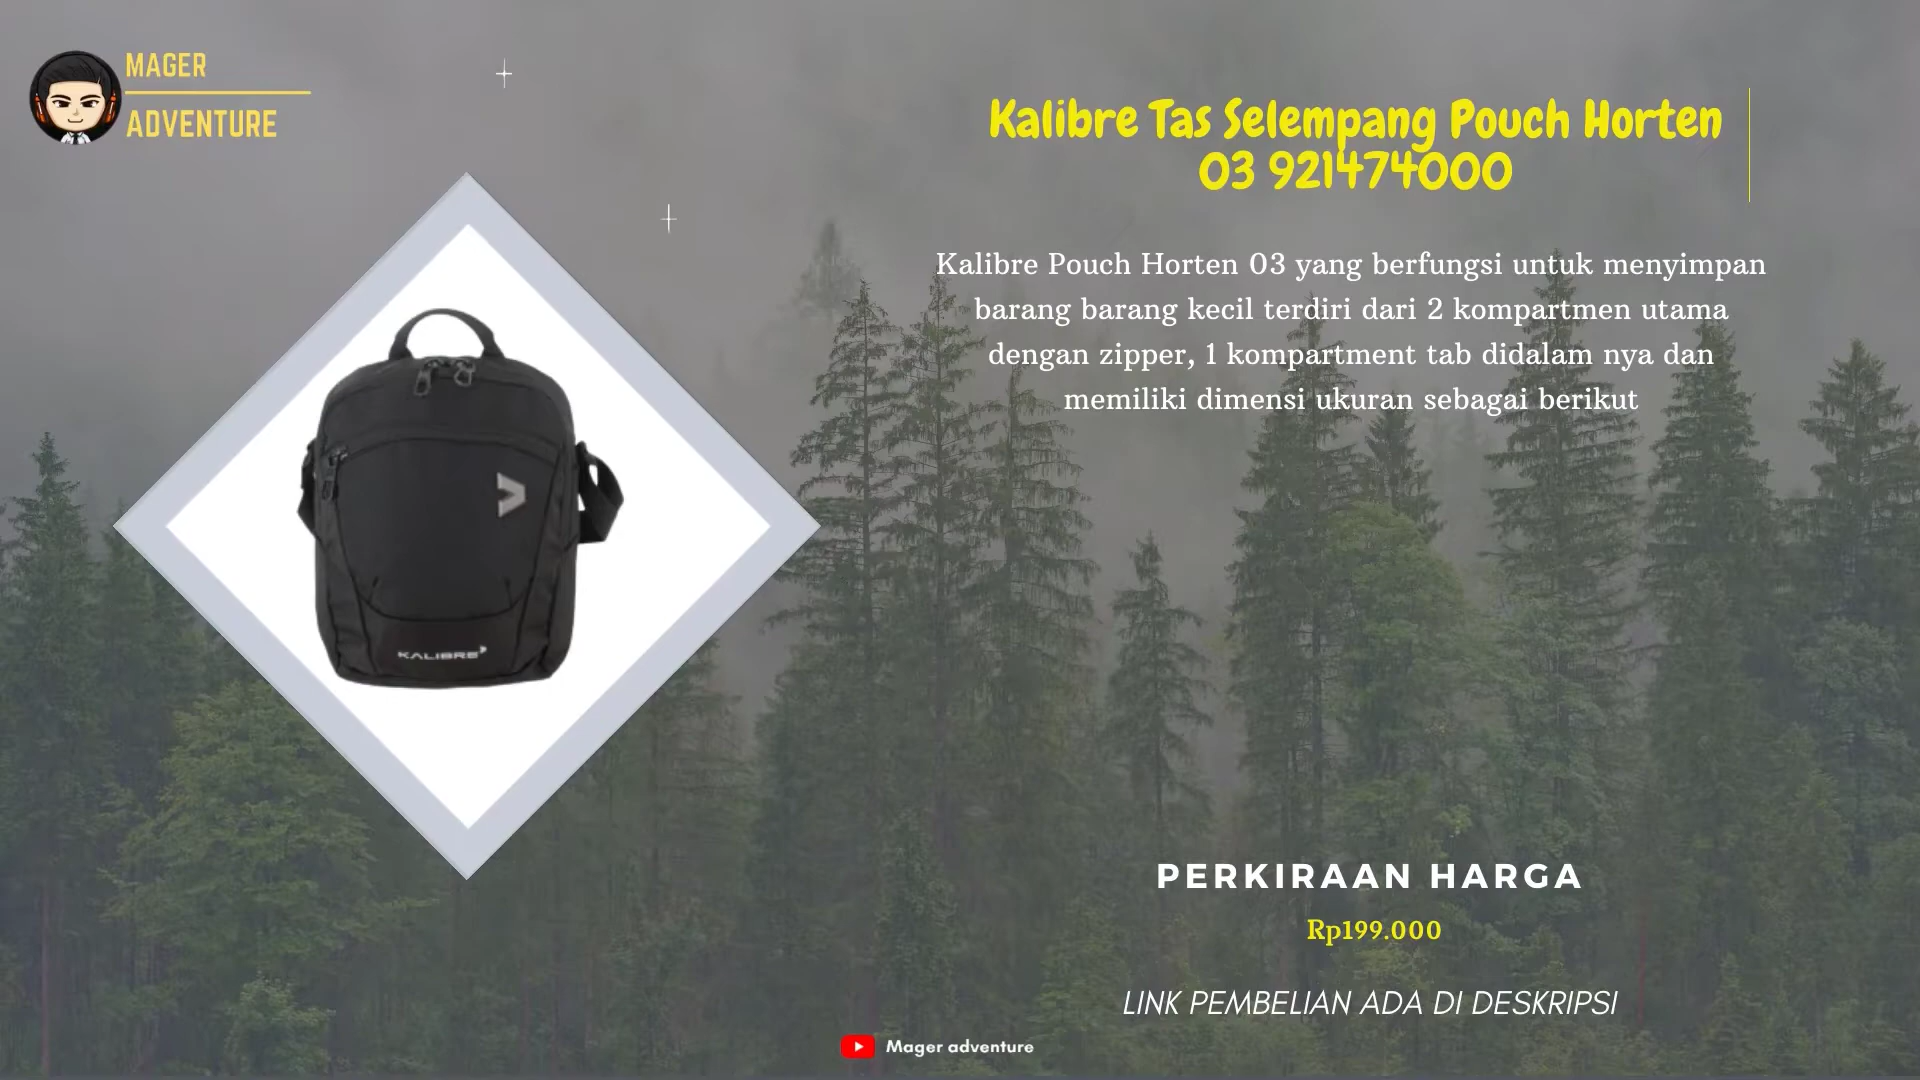 MAGER
ADVENTURE
Kalibre Tas Selempang Pouch Horten
03 921474000
Kalibre Pouch Horten 03 yang berfungsi untuk menyimpan
barang barang kecil terdiri dari 2 kompartmen utama
dengan zipper, 1 kompartment tab didalam nya dan
memiliki dimensi ukuran sebagai berikut
KALIBRE
PERKIRAAN HARGA
Rp199.000
LINK PEMBELIAN ADA DI DESKRIPSI
Mager adventure